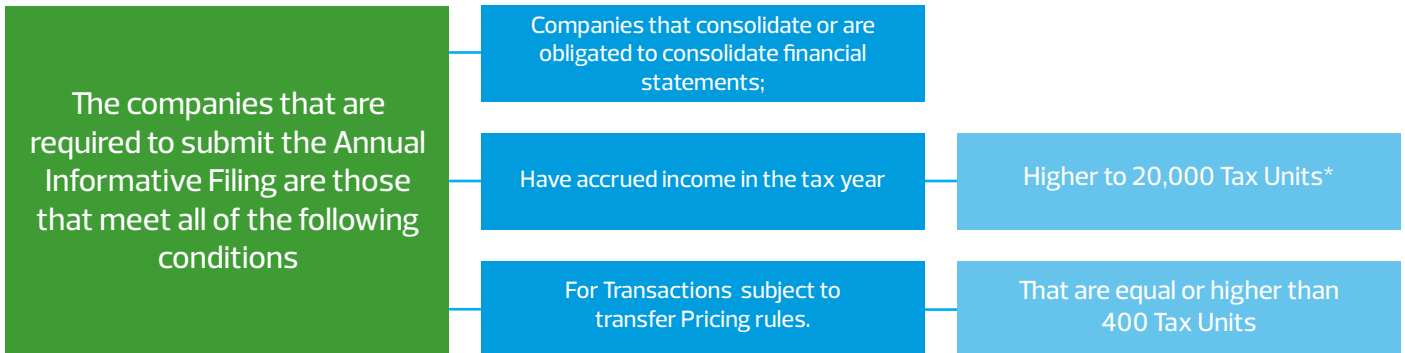 The companies that are
required to submit the Annual
Informative Filing are those
that meet all of the following
conditions
Companies that consolidate or are
obligated to consolidate financial
statements;
Have accrued income in the tax year
Higher to 20,000 Tax Units*
For Transactions subject to
transfer Pricing rules.
That are equal or higher than
400 Tax Units